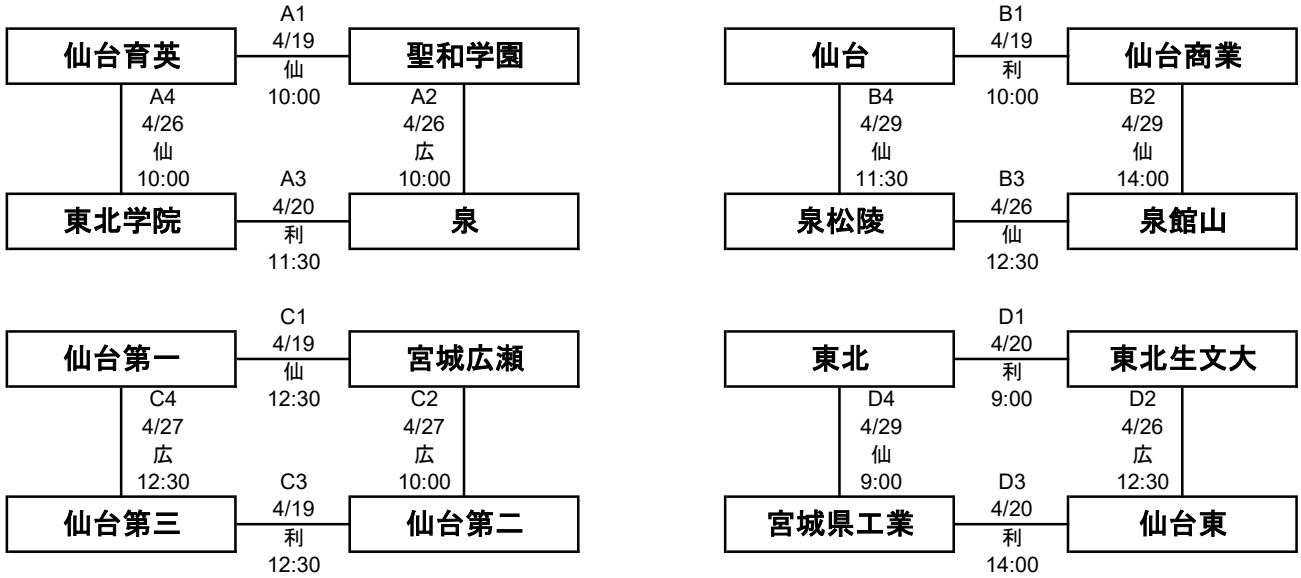 A1
4/19
仙台育英
聖和学園
仙
10:00
A4
4/26
仙
10:00
A2
4/26
広
10:00
A3
4/20
東北学院
泉
利
11:30
B1
4/19
仙台
仙台商業
利
10:00
B4
4/29
仙
11:30
B2
4/29
仙
14:00
B3
4/26
泉松陵
泉館山
仙
12:30
C1
4/19
仙台第一
宮城広瀬
仙
12:30
C4
4/27
広
12:30
C2
4/27
広
10:00
C3
4/19
仙台第三
仙台第二
利
12:30
D1
4/20
東北
東北生文大
利
9:00
D4
4/29
仙
9:00
D2
4/26
広
12:30
D3
4/20
宮城県工業
仙台東
利
14:00